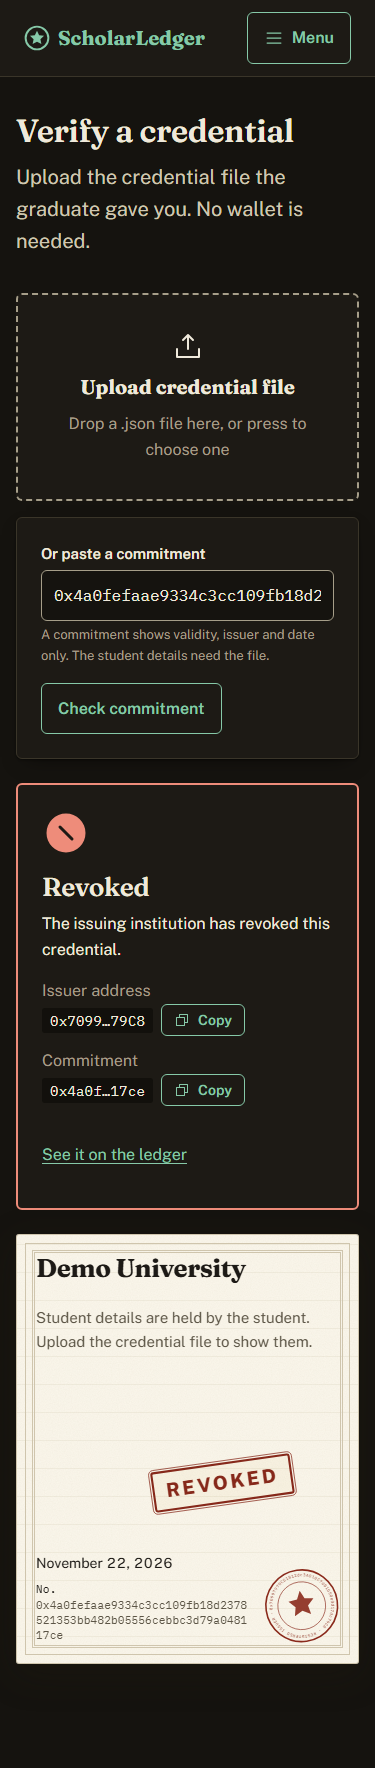 ScholarLedger
Menu
Verify a credential
Upload the credential file the
graduate gave you. No wallet is
needed.
Upload credential file
Drop a .json file here, or press to
choose one
Or paste a commitment
0x4a0fefaae9334c3cc109fb18d2
A commitment shows validity, issuer and date
only. The student details need the file.
Check commitment
Revoked
The issuing institution has revoked this
credential.
Issuer address
0x7099…79C8
Copy
Commitment
0x4a0f…17ce
Copy
See it on the ledger
Demo University
Student details are held by the student.
Upload the credential file to show them.
REVOKED
November 22, 2026
No.
0x4a0fefaae9334c3cc109fb18d2378
521353bb482b05556cebbc3d79a0481
17ce